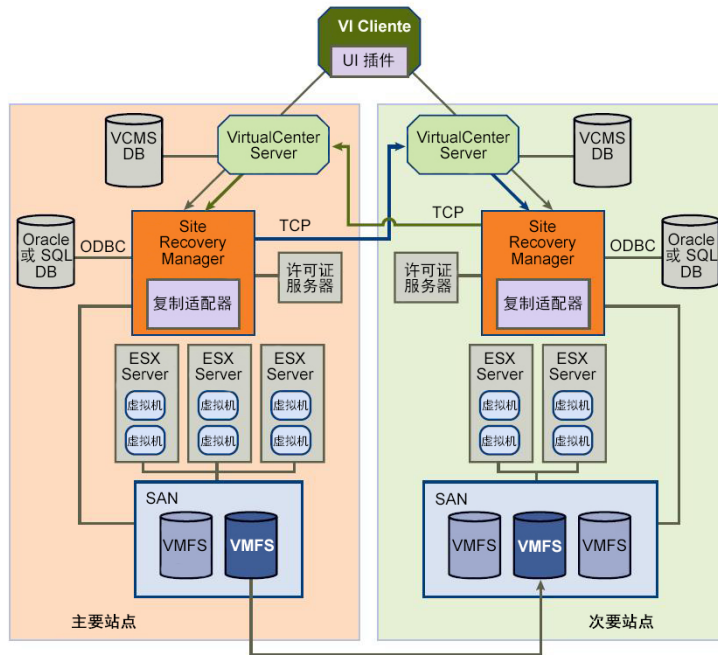 VI Cliente
UI 插件
VCMS
DB
VirtualCenter
Server
VirtualCenter
Server
VCMS
DB
TCP
TCP
Oracle
或 SQL
DB
ODBC
Site
Recovery
Manager
复制适配器
许可证
服务器
许可证
服务器
Site
Recovery
Manager
复制适配器
ODBC
Oracle
或 SQL
DB
ESX
Server
虚拟机
虚拟机
ESX
Server
虚拟机
虚拟机
ESX
Server
虚拟机
虚拟机
ESX
Server
虚拟机
虚拟机
ESX
Server
虚拟机
虚拟机
SAN
VMFS
VMFS
SAN
VMFS
VMFS
VMFS
主要站点
次要站点